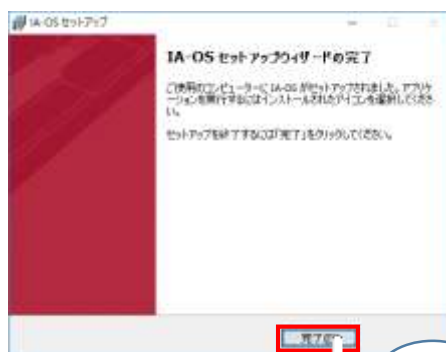 IA-OS セットアップ
IA-OS セットアップウィザードの完了
ご使用のコンピューターに IA-OS がセットアップされました。アプリケ
ーションを実行するにはインストールされたアイコンを選択してくださ
い。
セットアップを終了するには「完了」をクリックしてください。
完了